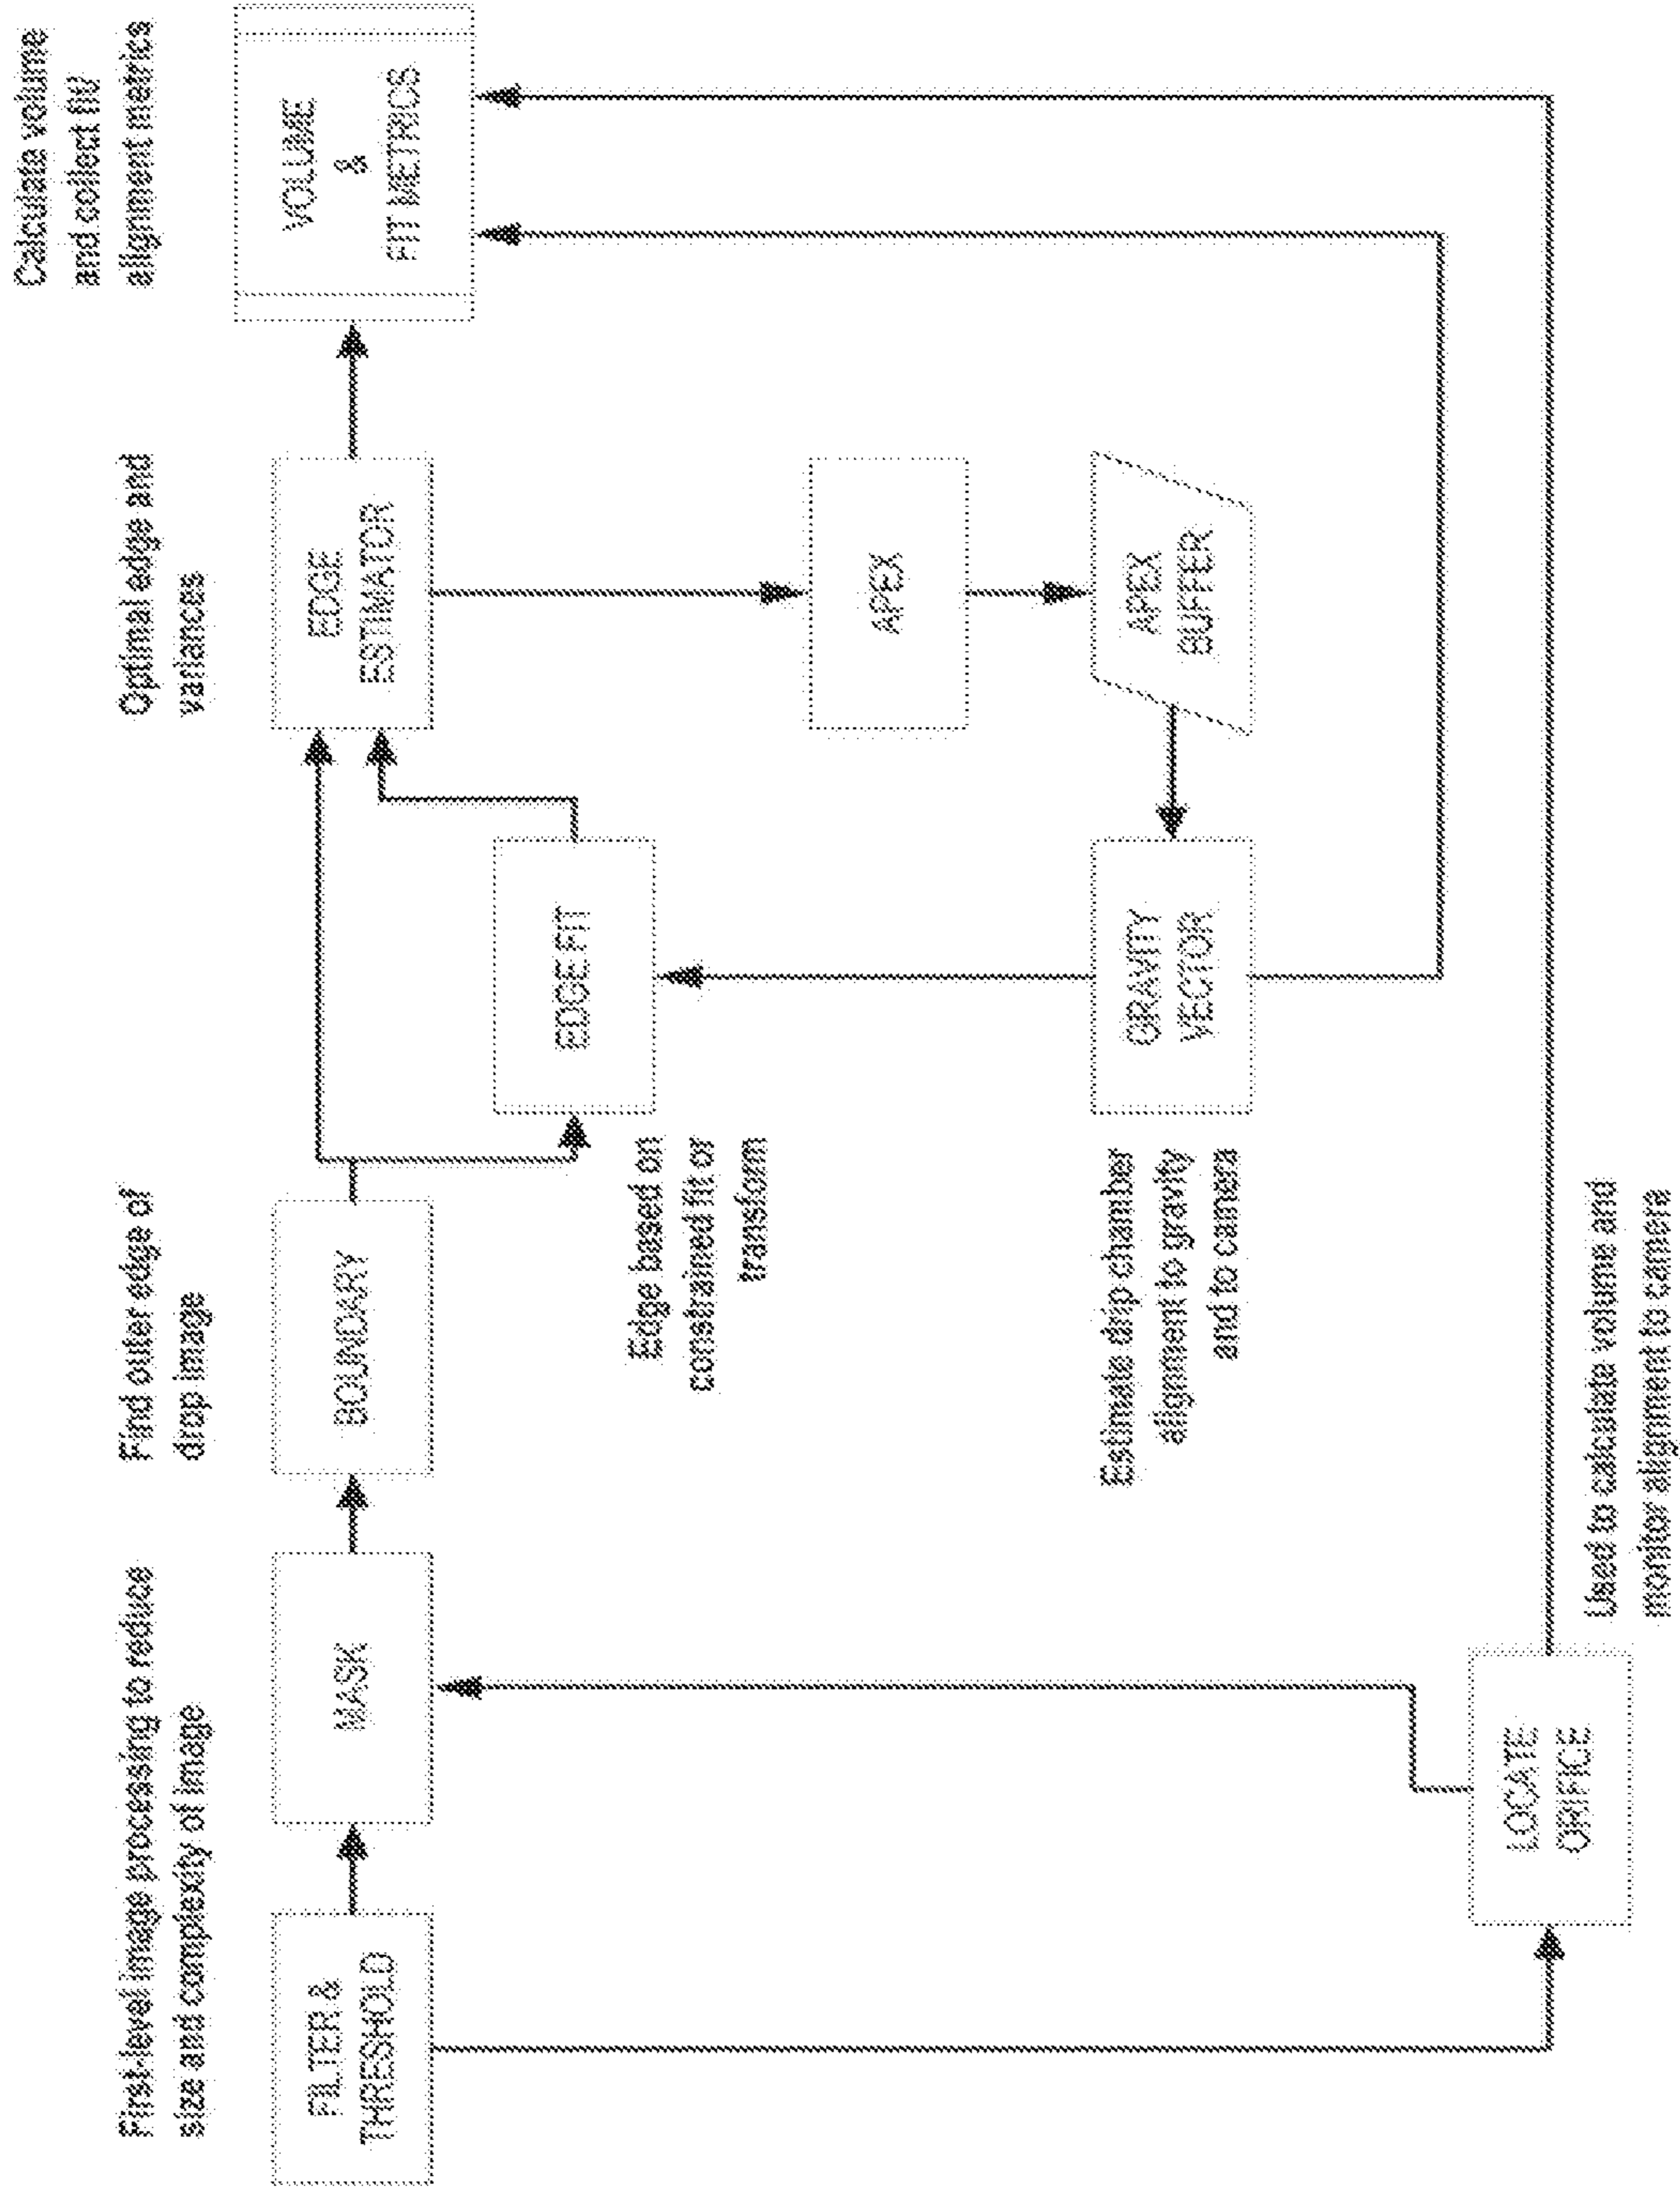 First-level image processing to reduce
size and complexity of image
FILTER &
THRESHOLD
MASK
Find outer edge of
drop image
BOUNDARY
Optimal edge and
variances
EDGE
ESTIMATOR
Calculate volume
and collect fit/
alignment metrics
VOLUME
&
FIT METRICS
EDGE FIT
Edge based on
constrained fit or
transform
APEX
APEX
BUFFER
GRAVITY
VECTOR
Estimate drip chamber
alignment to gravity
and to camera
LOCATE
ORIFICE
Used to calculate volume and
monitor alignment to camera